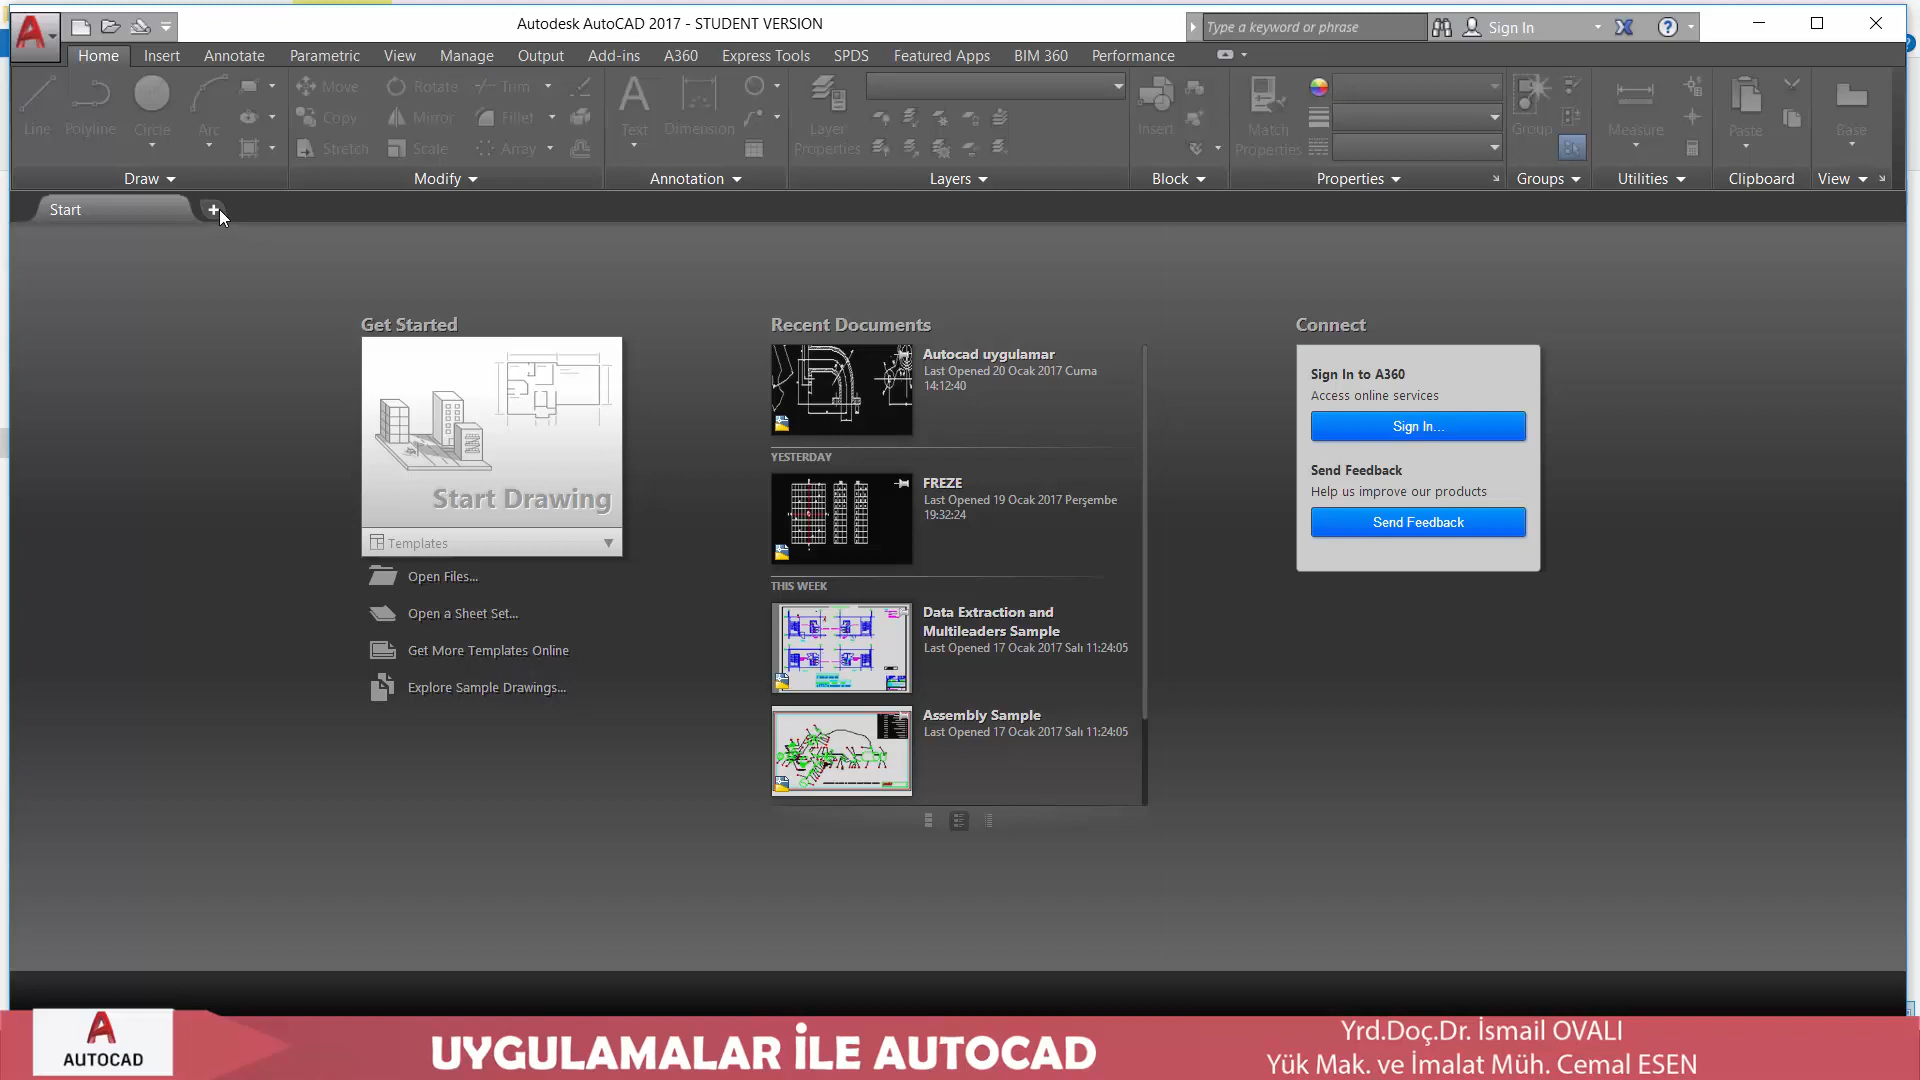 Autodesk AutoCAD 2017 - STUDENT VERSION
Type a keyword or phrase
Sign In
Home Insert Annotate Parametric View Manage Output Add-ins A360 Express Tools SPDS Featured Apps BIM 360 Performance
Line Polyline Circle Arc
Move Rotate Trim
Copy Mirror Fillet
Stretch Scale Array
Text Dimension
Layer Properties
Insert
Match Properties
Group
Measure
Paste
Base
Draw Modify Annotation Layers Block Properties Groups Utilities Clipboard View
Start
Get Started
Start Drawing
Templates
Open Files...
Open a Sheet Set...
Get More Templates Online
Explore Sample Drawings...
Recent Documents
Autocad uygulamar
Last Opened 20 Ocak 2017 Cuma
14:12:40
YESTERDAY
FREZE
Last Opened 19 Ocak 2017 Perşembe
19:32:24
THIS WEEK
Data Extraction and
Multileaders Sample
Last Opened 17 Ocak 2017 Salı 11:24:05
Assembly Sample
Last Opened 17 Ocak 2017 Salı 11:24:05
Connect
Sign In to A360
Access online services
Sign In...
Send Feedback
Help us improve our products
Send Feedback
AUTOCAD
UYGULAMALAR İLE AUTOCAD
Yrd.Doç.Dr. İsmail OVALI
Yük Mak. ve İmalat Müh. Cemal ESEN